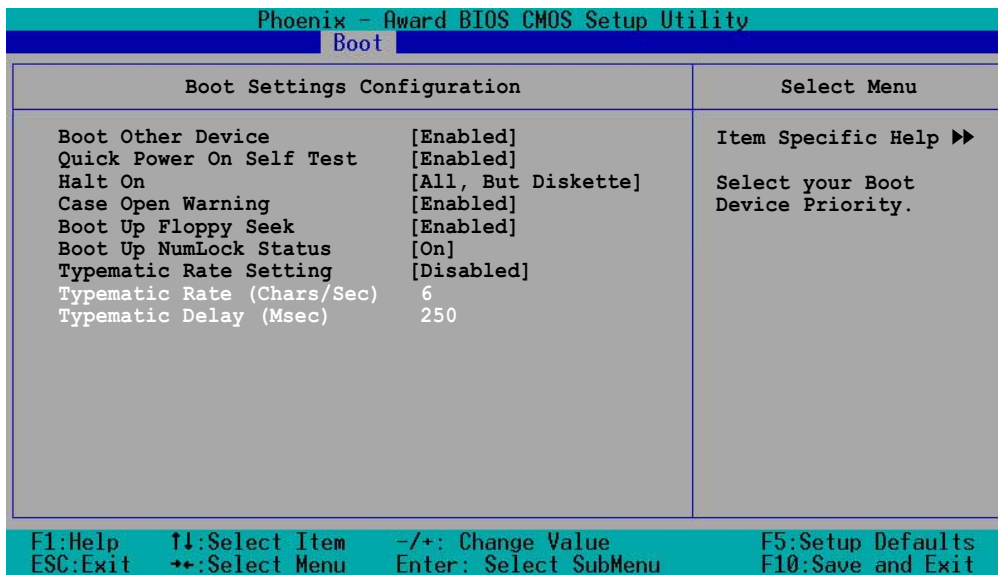 Phoenix - Award BIOS CMOS Setup Utility
Boot
Boot Settings Configuration
Select Menu
Boot Other Device [Enabled]
Quick Power On Self Test [Enabled]
Halt On [All, But Diskette]
Case Open Warning [Enabled]
Boot Up Floppy Seek [Enabled]
Boot Up NumLock Status [On]
Typematic Rate Setting [Disabled]
Typematic Rate (Chars/Sec) 6
Typematic Delay (Msec) 250
Item Specific Help ▶▶
Select your Boot
Device Priority.
F1:Help ↑↓:Select Item -/+: Change Value F5:Setup Defaults
ESC:Exit →←:Select Menu Enter: Select SubMenu F10:Save and Exit